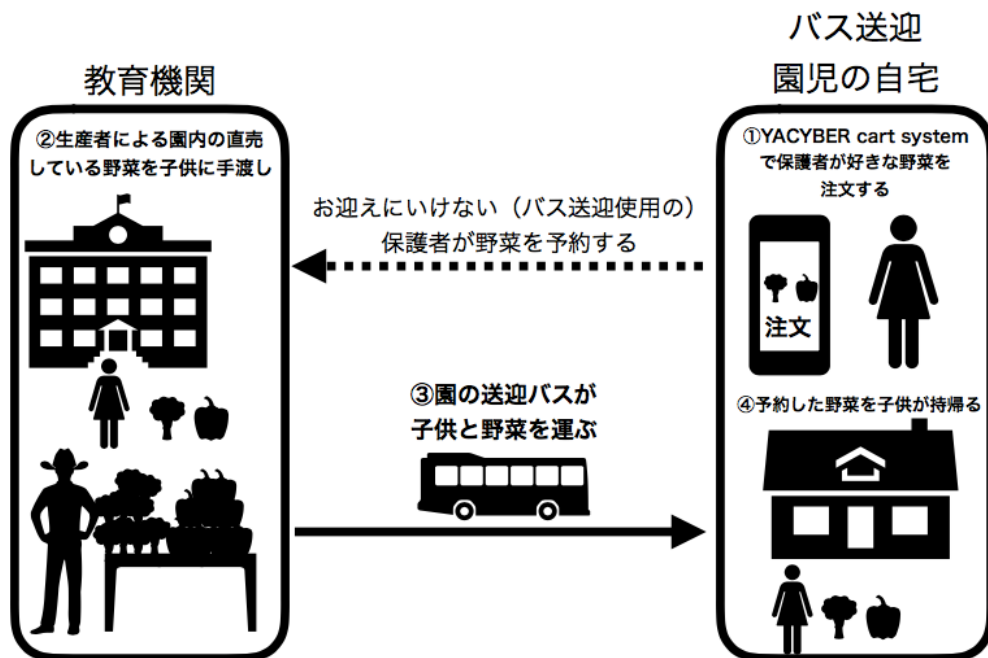 バス送迎
園児の自宅
教育機関
②生産者による園内の直売
している野菜を子供に手渡し
①YACYBER cart system
で保護者が好きな野菜を
注文する
お迎えにいけない（バス送迎使用の）
保護者が野菜を予約する
注文
③園の送迎バスが
子供と野菜を運ぶ
④予約した野菜を子供が持帰る